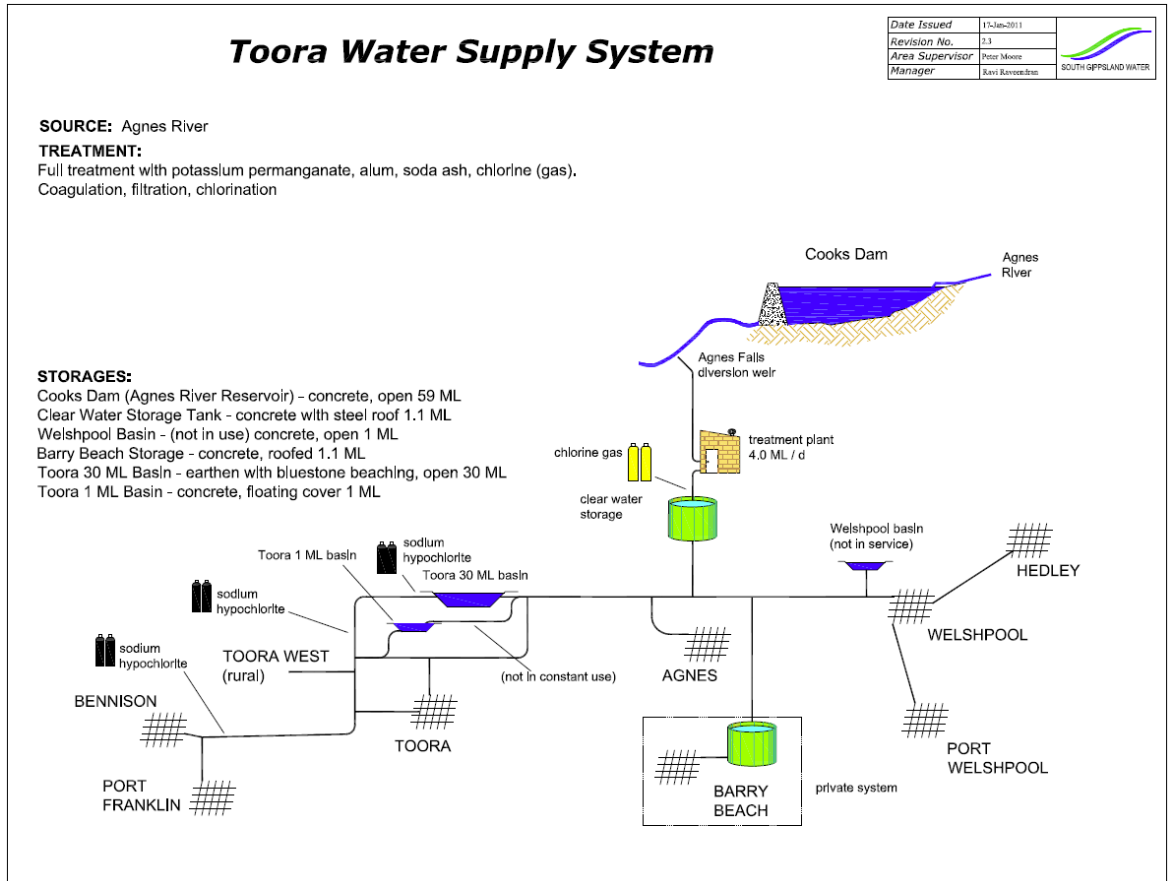 Toora Water Supply System
Date Issued 17-Jan-2011
Revision No. 2.3
Area Supervisor Peter Moore
Manager Ravi Raveendran
SOUTH GIPPSLAND WATER
SOURCE: Agnes River
TREATMENT:
Full treatment with potassium permanganate, alum, soda ash, chlorine (gas).
Coagulation, filtration, chlorination
Cooks Dam
Agnes
River
Agnes Falls
diversion weir
STORAGES:
Cooks Dam (Agnes River Reservoir) - concrete, open 59 ML
Clear Water Storage Tank - concrete with steel roof 1.1 ML
Welshpool Basin - (not in use) concrete, open 1 ML
Barry Beach Storage - concrete, roofed 1.1 ML
Toora 30 ML Basin - earthen with bluestone beaching, open 30 ML
Toora 1 ML Basin - concrete, floating cover 1 ML
chlorine gas
treatment plant
4.0 ML / d
clear water
storage
Welshpool basin
(not in service)
HEDLEY
WELSHPOOL
Toora 1 ML basin
sodium
hypochlorite
Toora 30 ML basin
sodium
hypochlorite
sodium
hypochlorite
TOORA WEST
(rural)
(not in constant use)
AGNES
BENNISON
TOORA
PORT
FRANKLIN
BARRY
BEACH
private system
PORT
WELSHPOOL